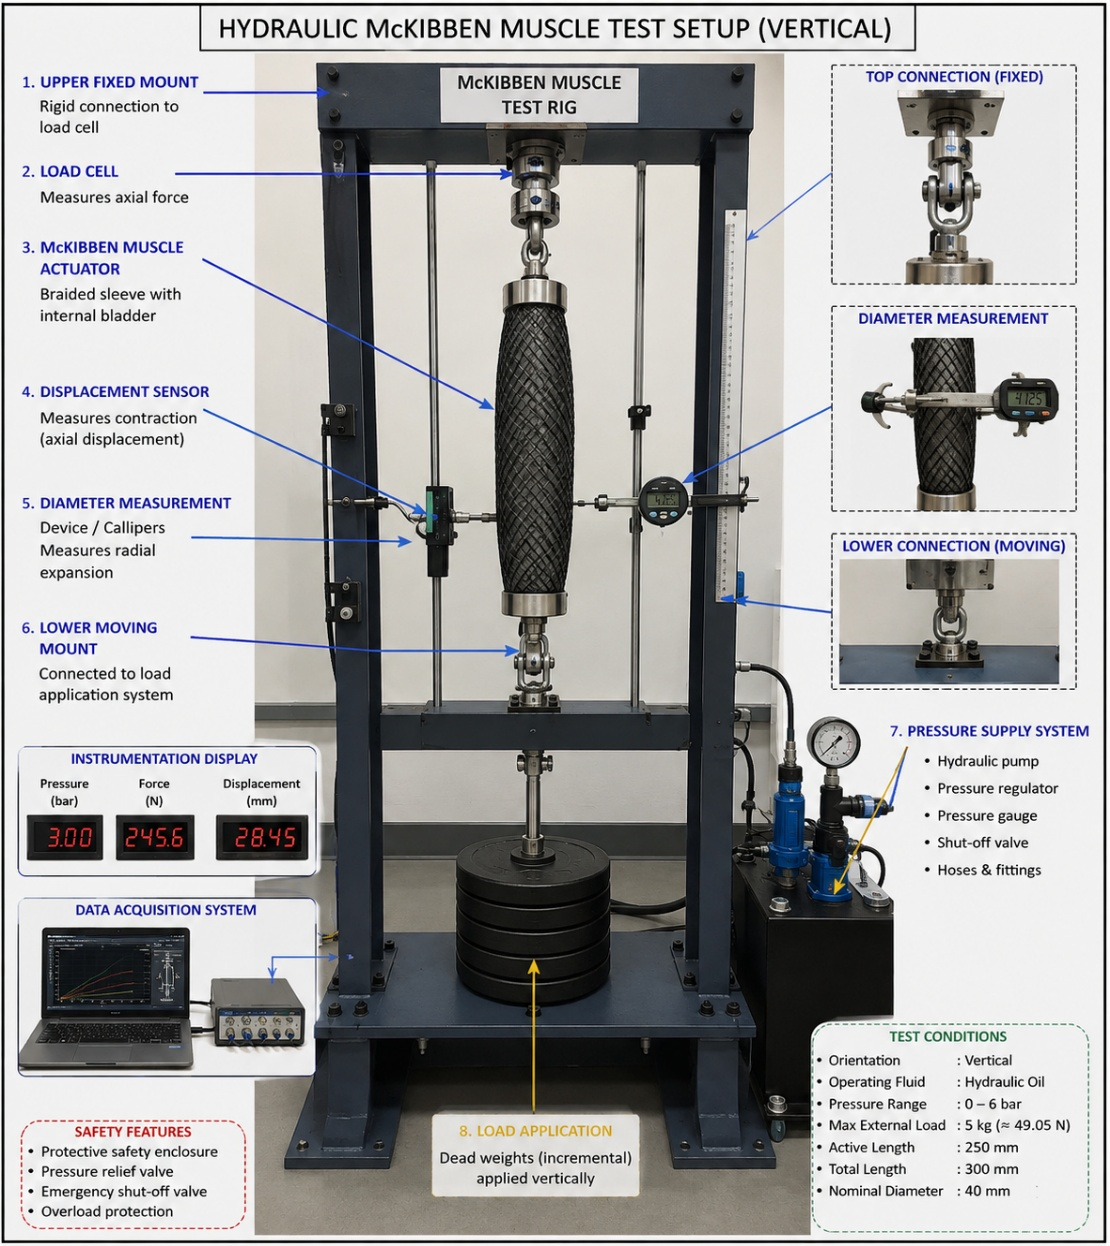 HYDRAULIC McKIBBEN MUSCLE TEST SETUP (VERTICAL)
1. UPPER FIXED MOUNT
Rigid connection to
load cell
2. LOAD CELL
Measures axial force
3. McKIBBEN MUSCLE
ACTUATOR
Braided sleeve with
internal bladder
4. DISPLACEMENT SENSOR
Measures contraction
(axial displacement)
5. DIAMETER MEASUREMENT
Device / Callipers
Measures radial
expansion
6. LOWER MOVING
MOUNT
Connected to load
application system
McKIBBEN MUSCLE
TEST RIG
TOP CONNECTION (FIXED)
DIAMETER MEASUREMENT
4125
LOWER CONNECTION (MOVING)
7. PRESSURE SUPPLY SYSTEM
• Hydraulic pump
• Pressure regulator
• Pressure gauge
• Shut-off valve
• Hoses & fittings
INSTRUMENTATION DISPLAY
Pressure (bar) Force (N) Displacement (mm)
3.00 245.6 28.45
DATA ACQUISITION SYSTEM
SAFETY FEATURES
• Protective safety enclosure
• Pressure relief valve
• Emergency shut-off valve
• Overload protection
8. LOAD APPLICATION
Dead weights (incremental)
applied vertically
TEST CONDITIONS
• Orientation : Vertical
• Operating Fluid : Hydraulic Oil
• Pressure Range : 0 – 6 bar
• Max External Load : 5 kg (≈ 49.05 N)
• Active Length : 250 mm
• Total Length : 300 mm
• Nominal Diameter : 40 mm